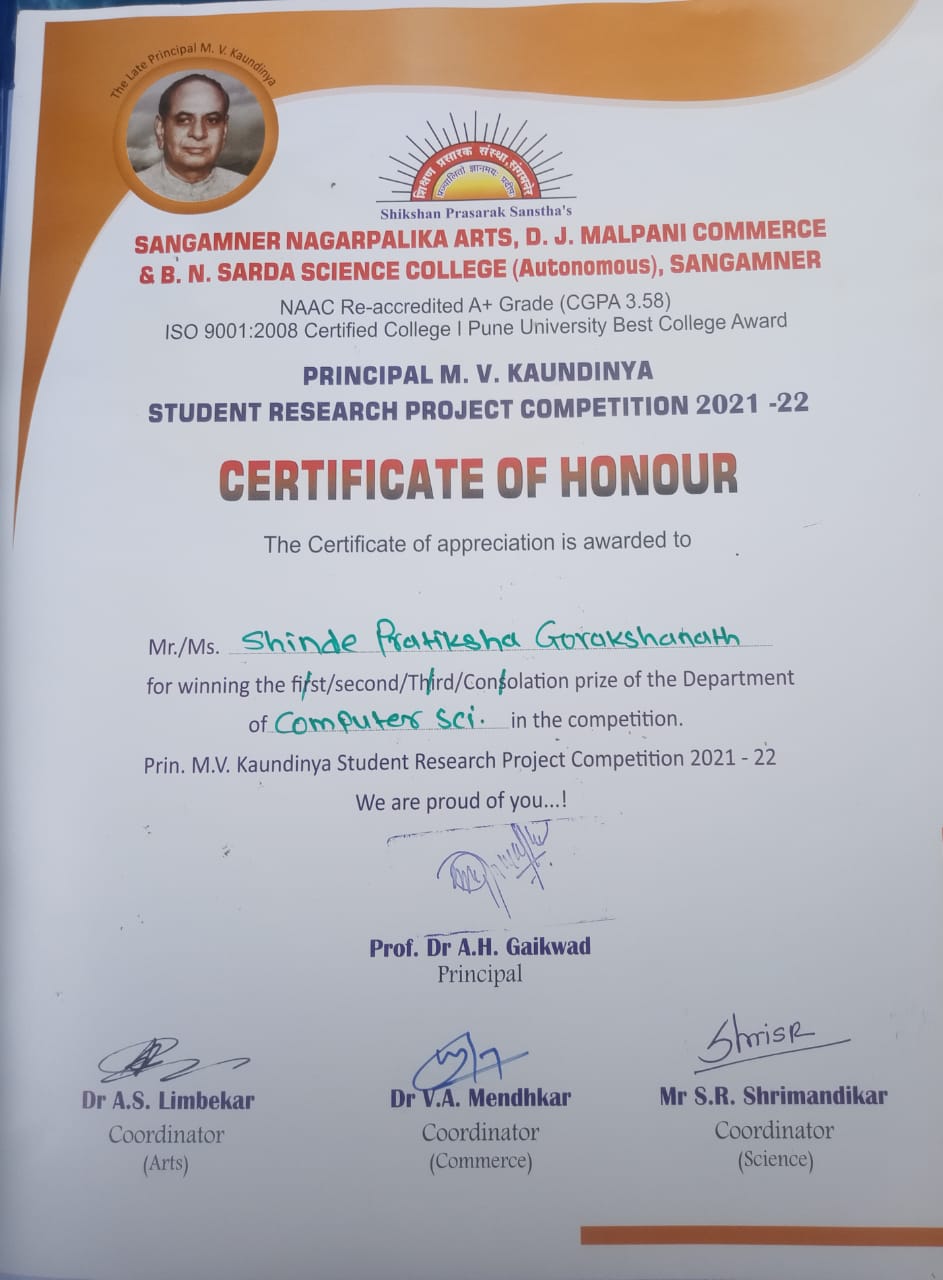 The Late Principal M. V. Kaundinya
शिक्षण प्रसारक संस्था, संगमनेर
प्रज्वालितो ज्ञानमयः प्रदीपः
Shikshan Prasarak Sanstha's
SANGAMNER NAGARPALIKA ARTS, D. J. MALPANI COMMERCE
& B. N. SARDA SCIENCE COLLEGE (Autonomous), SANGAMNER
NAAC Re-accredited A+ Grade (CGPA 3.58)
ISO 9001:2008 Certified College I Pune University Best College Award
PRINCIPAL M. V. KAUNDINYA
STUDENT RESEARCH PROJECT COMPETITION 2021 -22
CERTIFICATE OF HONOUR
The Certificate of appreciation is awarded to
Mr./Ms. Shinde Pratiksha Gorakshanath
for winning the first/second/Third/Consolation prize of the Department
of Computer Sci. in the competition.
Prin. M.V. Kaundinya Student Research Project Competition 2021 - 22
We are proud of you...!
Prof. Dr A.H. Gaikwad
Principal
ShriSR
Dr A.S. Limbekar Dr V.A. Mendhkar Mr S.R. Shrimandikar
Coordinator Coordinator Coordinator
(Arts) (Commerce) (Science)